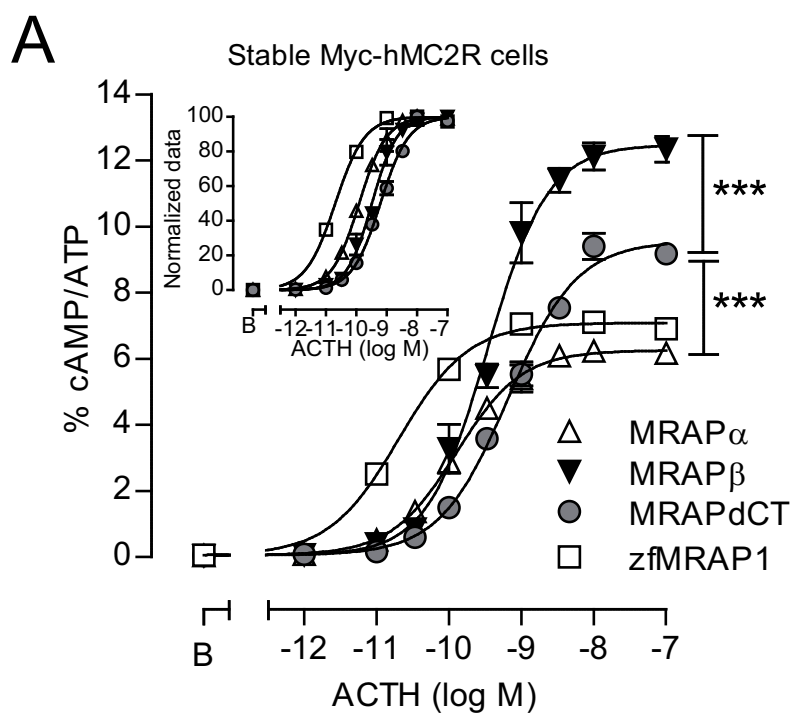 A
Stable Myc-hMC2R cells
14
12
10
8
6
4
2
0
% cAMP/ATP
100
80
60
40
20
0
Normalized data
B
-12 -11 -10 -9 -8 -7
ACTH (log M)
***
***
MRAPα
MRAPβ
MRAPdCT
zfMRAP1
B
-12 -11 -10 -9 -8 -7
ACTH (log M)